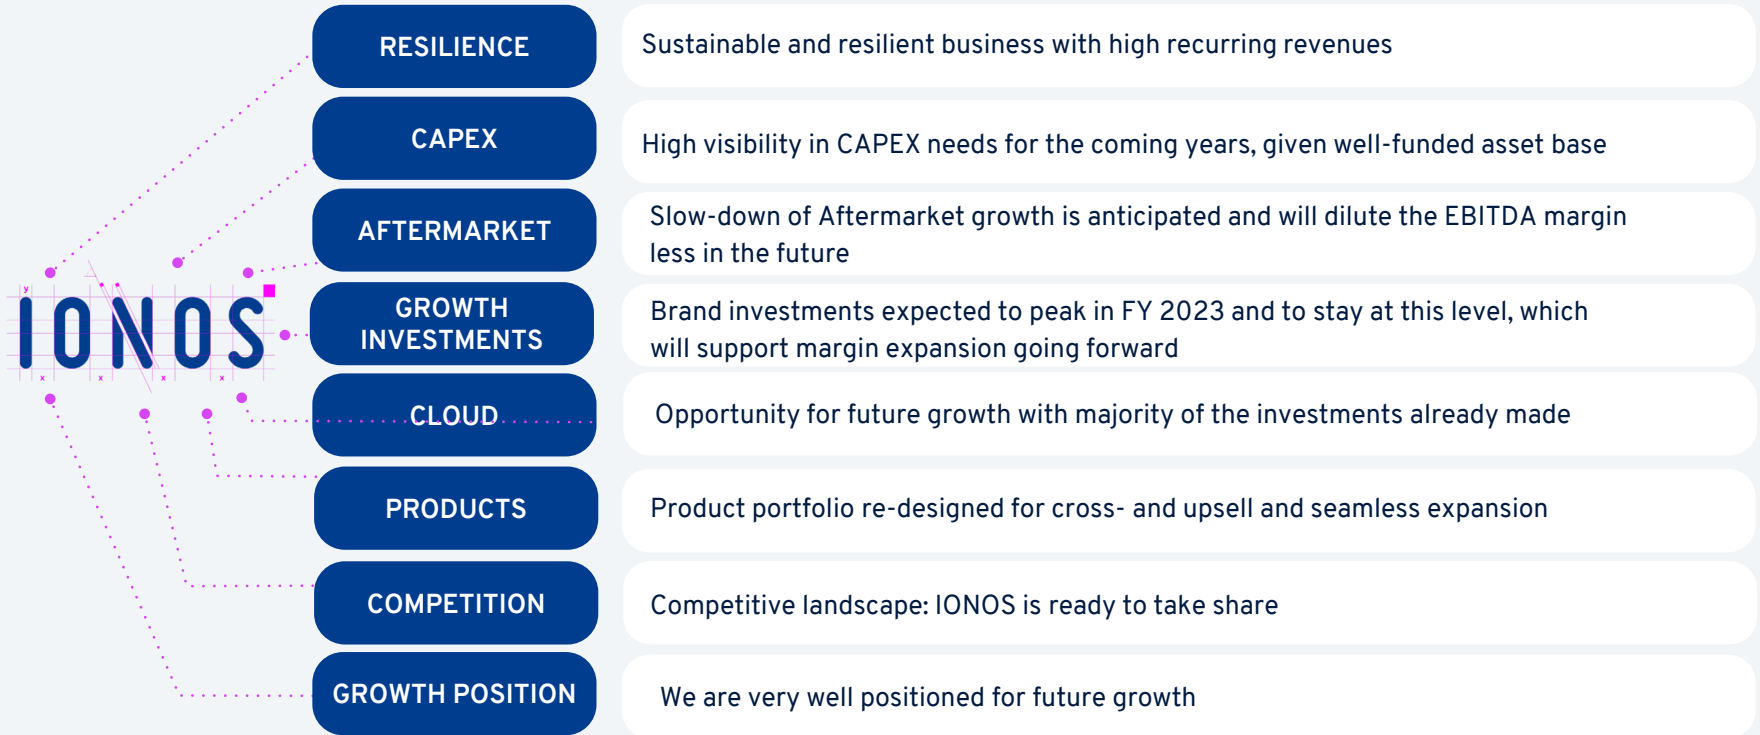 RESILIENCE
Sustainable and resilient business with high recurring revenues
CAPEX
High visibility in CAPEX needs for the coming years, given well-funded asset base
AFTERMARKET
Slow-down of Aftermarket growth is anticipated and will dilute the EBITDA margin
less in the future
y
IONOS
x x x x
GROWTH
INVESTMENTS
Brand investments expected to peak in FY 2023 and to stay at this level, which
will support margin expansion going forward
CLOUD
Opportunity for future growth with majority of the investments already made
PRODUCTS
Product portfolio re-designed for cross- and upsell and seamless expansion
COMPETITION
Competitive landscape: IONOS is ready to take share
GROWTH POSITION
We are very well positioned for future growth